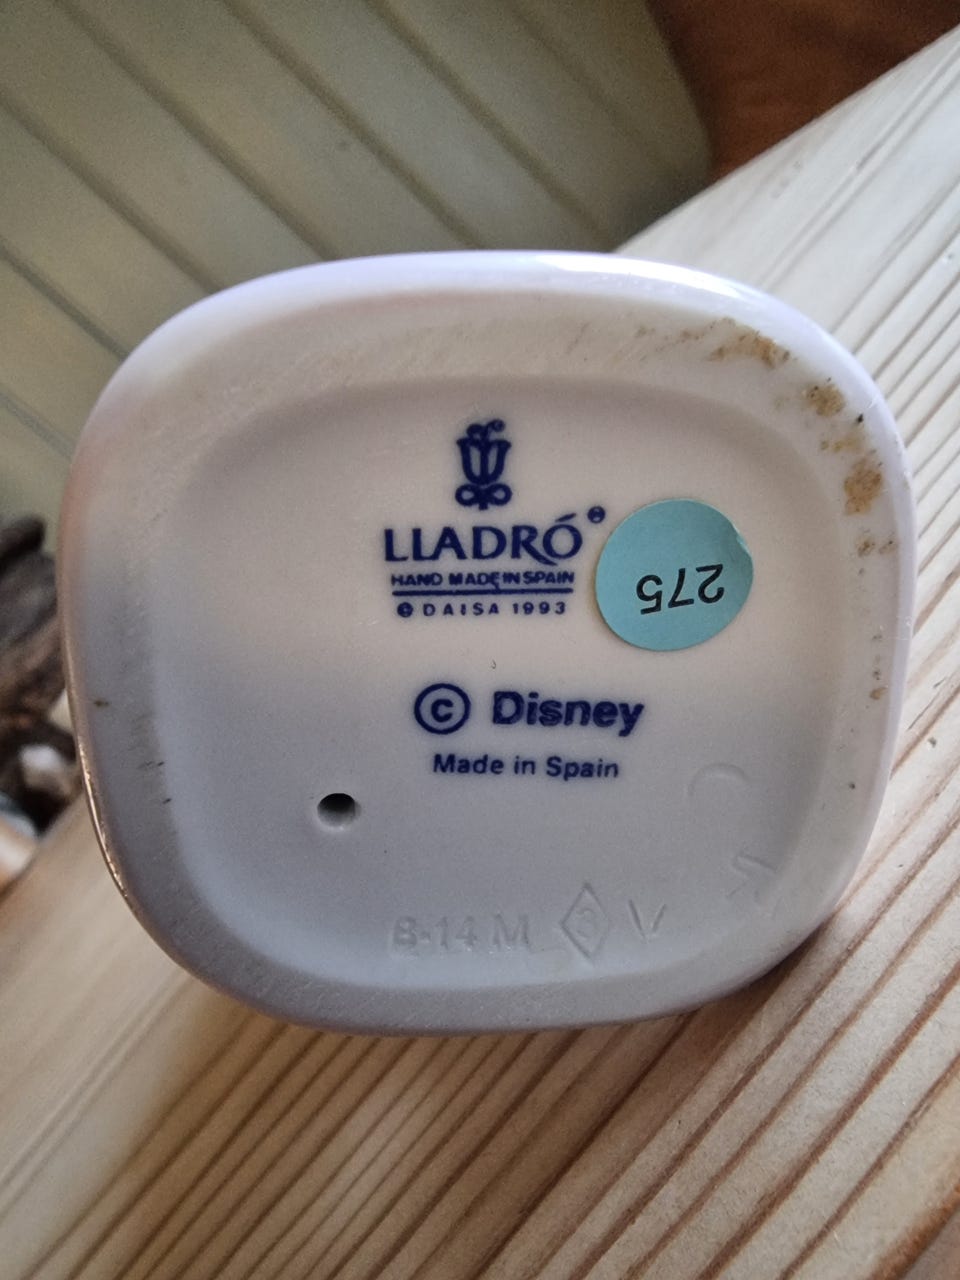 LLADRÓ
HAND MADE IN SPAIN
© DAISA 1993
275
© Disney
Made in Spain
B-14 M 3 V